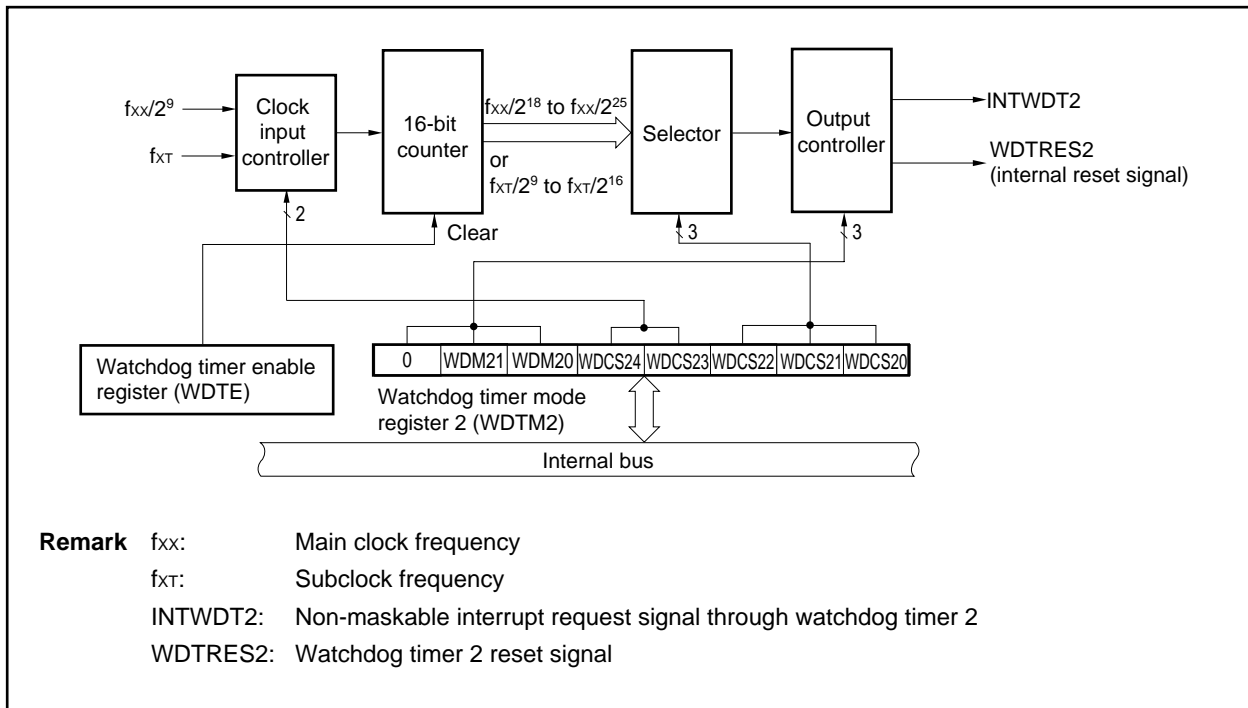 fXX/2^9
fXT
Clock
input
controller
2
16-bit
counter
Clear
fXX/2^18 to fXX/2^25
or
fXT/2^9 to fXT/2^16
Selector
3
Output
controller
3
INTWDT2
WDTRES2
(internal reset signal)
Watchdog timer enable
register (WDTE)
0 WDM21 WDM20 WDCS24 WDCS23 WDCS22 WDCS21 WDCS20
Watchdog timer mode
register 2 (WDTM2)
Internal bus
Remark fXX: Main clock frequency
fXT: Subclock frequency
INTWDT2: Non-maskable interrupt request signal through watchdog timer 2
WDTRES2: Watchdog timer 2 reset signal